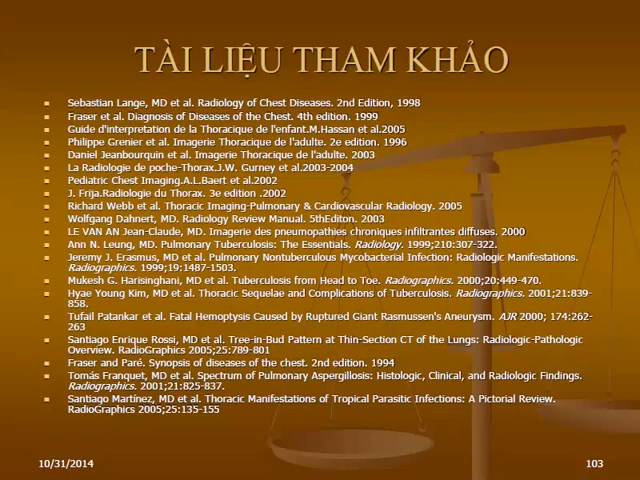 TÀI LIỆU THAM KHẢO
Sebastian Lange, MD et al. Radiology of Chest Diseases. 2nd Edition, 1998
Fraser et al. Diagnosis of Diseases of the Chest. 4th edition. 1999
Guide d'interpretation de la Thoracique de l'enfant.M.Hassan et al.2005
Philippe Grenier et al. Imagerie Thoracique de l'adulte. 2e edition. 1996
Daniel Jeanbourquin et al. Imagerie Thoracique de l'adulte. 2003
La Radiologie de poche-Thorax.J.W. Gurney et al.2003-2004
Pediatric Chest Imaging.A.L.Baert et al.2002
J. Frija.Radiologie du Thorax. 3e edition .2002
Richard Webb et al. Thoracic Imaging-Pulmonary & Cardiovascular Radiology. 2005
Wolfgang Dahnert, MD. Radiology Review Manual. 5thEditon. 2003
LE VAN AN Jean-Claude, MD. Imagerie des pneumopathies chroniques infiltrantes diffuses. 2000
Ann N. Leung, MD. Pulmonary Tuberculosis: The Essentials. Radiology. 1999;210:307-322.
Jeremy J. Erasmus, MD et al. Pulmonary Nontuberculous Mycobacterial Infection: Radiologic Manifestations.
Radiographics. 1999;19:1487-1503.
Mukesh G. Harisinghani, MD et al. Tuberculosis from Head to Toe. Radiographics. 2000;20:449-470.
Hyae Young Kim, MD et al. Thoracic Sequelae and Complications of Tuberculosis. Radiographics. 2001;21:839-
858.
Tufail Patankar et al. Fatal Hemoptysis Caused by Ruptured Giant Rasmussen's Aneurysm. AJR 2000; 174:262-
263
Santiago Enrique Rossi, MD et al. Tree-in-Bud Pattern at Thin-Section CT of the Lungs: Radiologic-Pathologic
Overview. RadioGraphics 2005;25:789-801
Fraser and Paré. Synopsis of diseases of the chest. 2nd edition. 1994
Tomás Franquet, MD et al. Spectrum of Pulmonary Aspergillosis: Histologic, Clinical, and Radiologic Findings.
Radiographics. 2001;21:825-837.
Santiago Martínez, MD et al. Thoracic Manifestations of Tropical Parasitic Infections: A Pictorial Review.
RadioGraphics 2005;25:135-155
10/31/2014
103